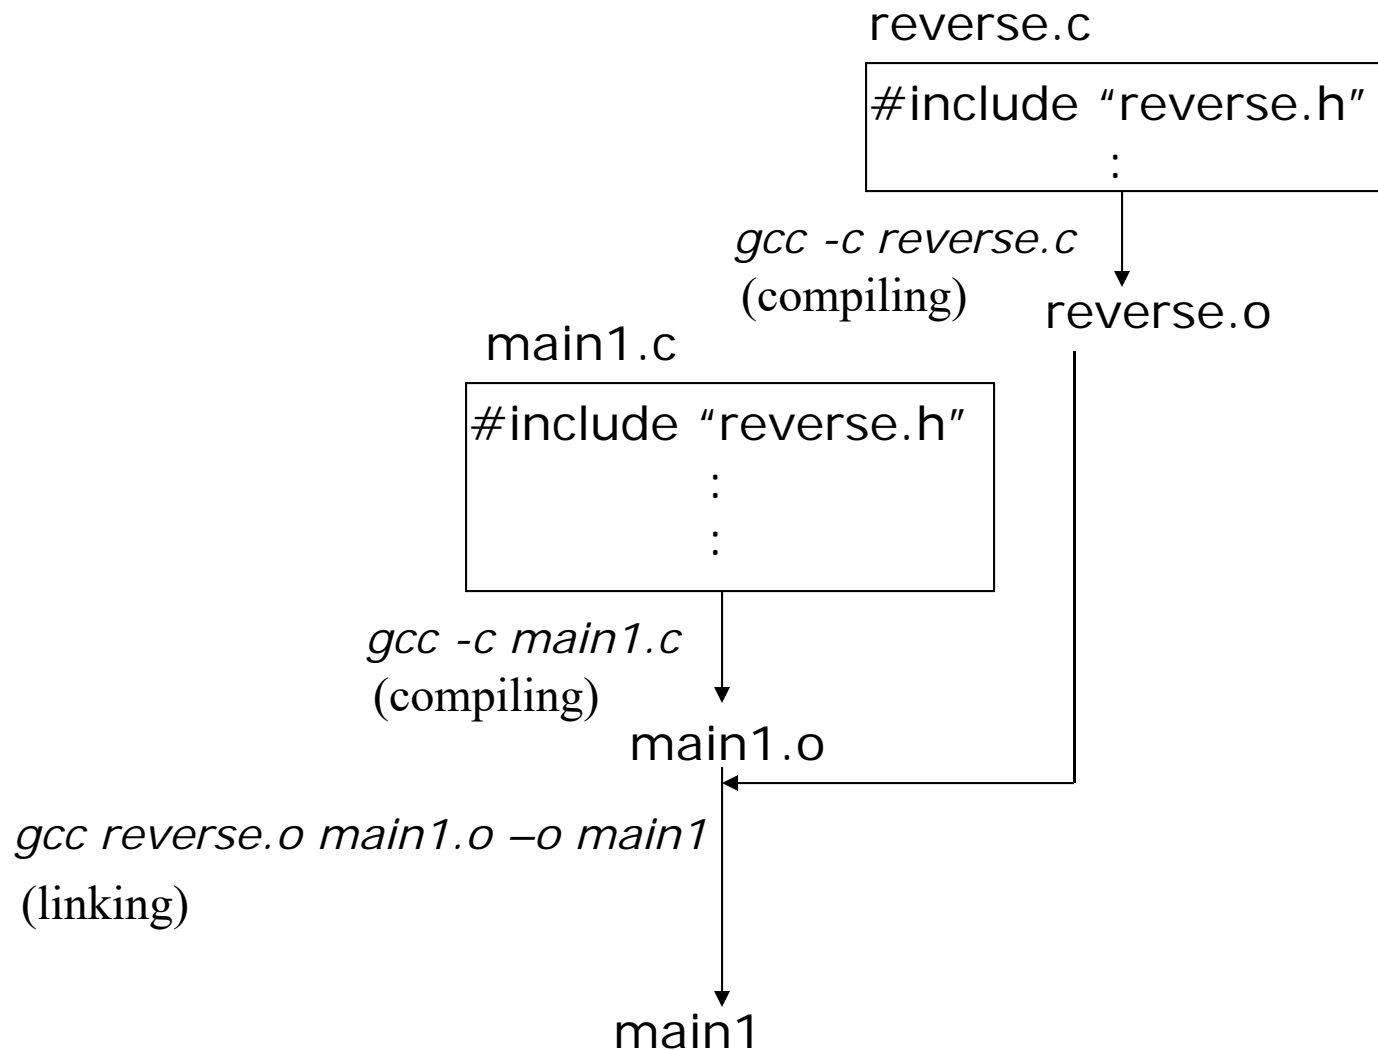 reverse.c
#include “reverse.h”
:
gcc -c reverse.c
(compiling)
reverse.o
main1.c
#include “reverse.h”
:
:
gcc -c main1.c
(compiling)
main1.o
gcc reverse.o main1.o –o main1
(linking)
main1